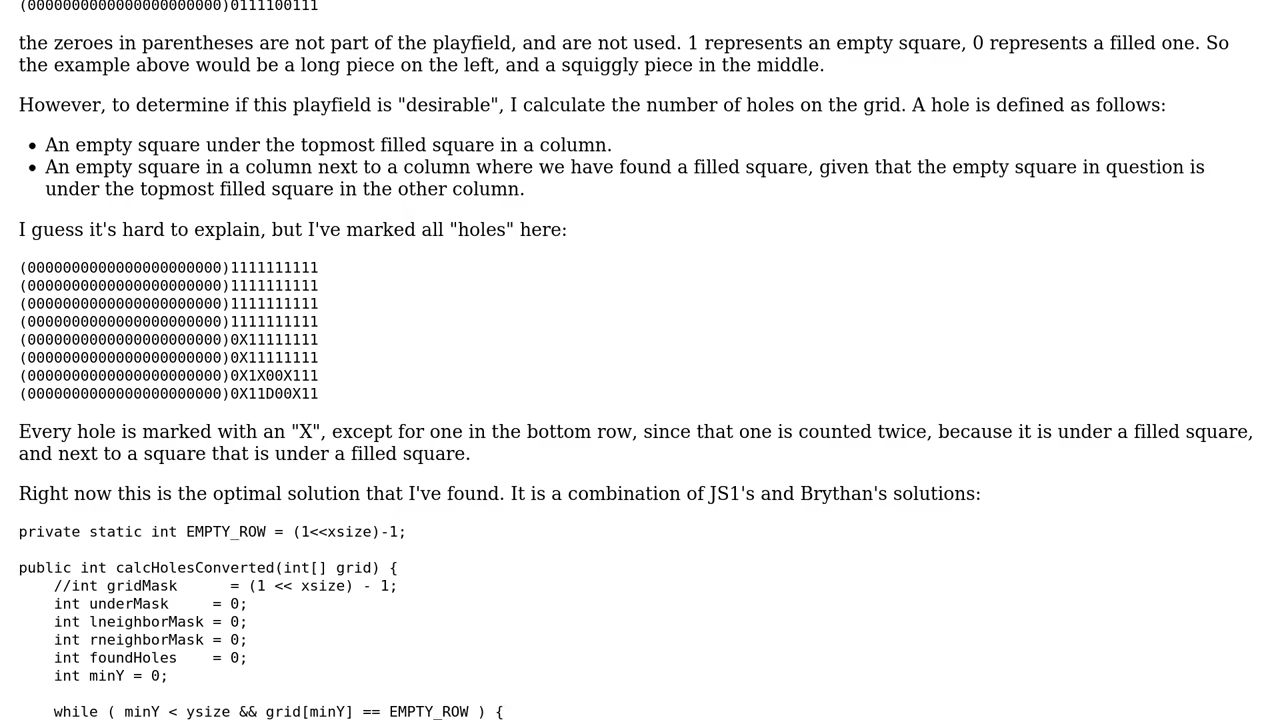 (0000000000000000000000)0111100111
the zeroes in parentheses are not part of the playfield, and are not used. 1 represents an empty square, 0 represents a filled one. So
the example above would be a long piece on the left, and a squiggly piece in the middle.
However, to determine if this playfield is "desirable", I calculate the number of holes on the grid. A hole is defined as follows:
• An empty square under the topmost filled square in a column.
• An empty square in a column next to a column where we have found a filled square, given that the empty square in question is
under the topmost filled square in the other column.
I guess it's hard to explain, but I've marked all "holes" here:
(0000000000000000000000)1111111111
(0000000000000000000000)1111111111
(0000000000000000000000)1111111111
(0000000000000000000000)1111111111
(0000000000000000000000)0X11111111
(0000000000000000000000)0X11111111
(0000000000000000000000)0X1X00X111
(0000000000000000000000)0X11D00X11
Every hole is marked with an "X", except for one in the bottom row, since that one is counted twice, because it is under a filled square,
and next to a square that is under a filled square.
Right now this is the optimal solution that I've found. It is a combination of JS1's and Brythan's solutions:
private static int EMPTY_ROW = (1<<xsize)-1;
public int calcHolesConverted(int[] grid) {
    //int gridMask      = (1 << xsize) - 1;
    int underMask     = 0;
    int lneighborMask = 0;
    int rneighborMask = 0;
    int foundHoles    = 0;
    int minY = 0;
    while ( minY < ysize && grid[minY] == EMPTY_ROW ) {